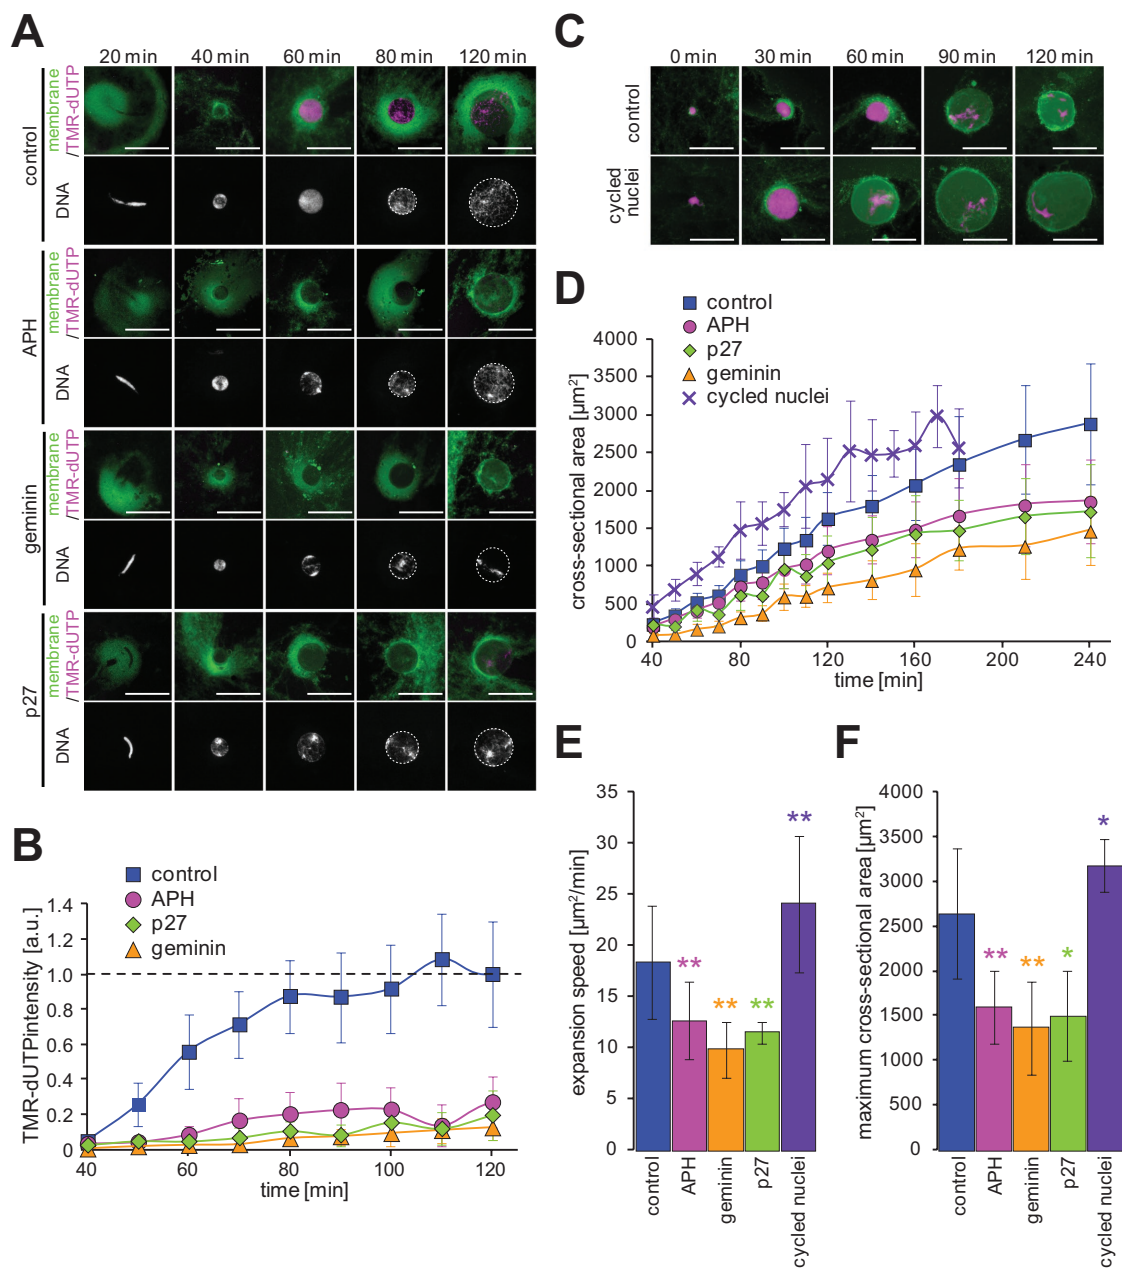 A
20 min 40 min 60 min 80 min 120 min
control
membrane
/TMR-dUTP
DNA
APH
membrane
/TMR-dUTP
DNA
geminin
membrane
/TMR-dUTP
DNA
p27
membrane
/TMR-dUTP
DNA
B
control
APH
p27
geminin
TMR-dUTPintensity [a.u.]
1.4
1.2
1.0
0.8
0.6
0.4
0.2
0
40 60 80 100 120
time [min]
C
0 min 30 min 60 min 90 min 120 min
control
cycled
nuclei
D
control
APH
p27
geminin
cycled nuclei
cross-sectional area [µm²]
4000
3500
3000
2500
2000
1500
1000
500
0
40 80 120 160 200 240
time [min]
E
expansion speed [µm²/min]
35
30
25
20
15
10
5
0
**
**
**
**
control
APH
geminin
p27
cycled nuclei
F
maximum cross-sectional area [µm²]
4000
3500
3000
2500
2000
1500
1000
500
0
**
**
*
*
control
APH
geminin
p27
cycled nuclei